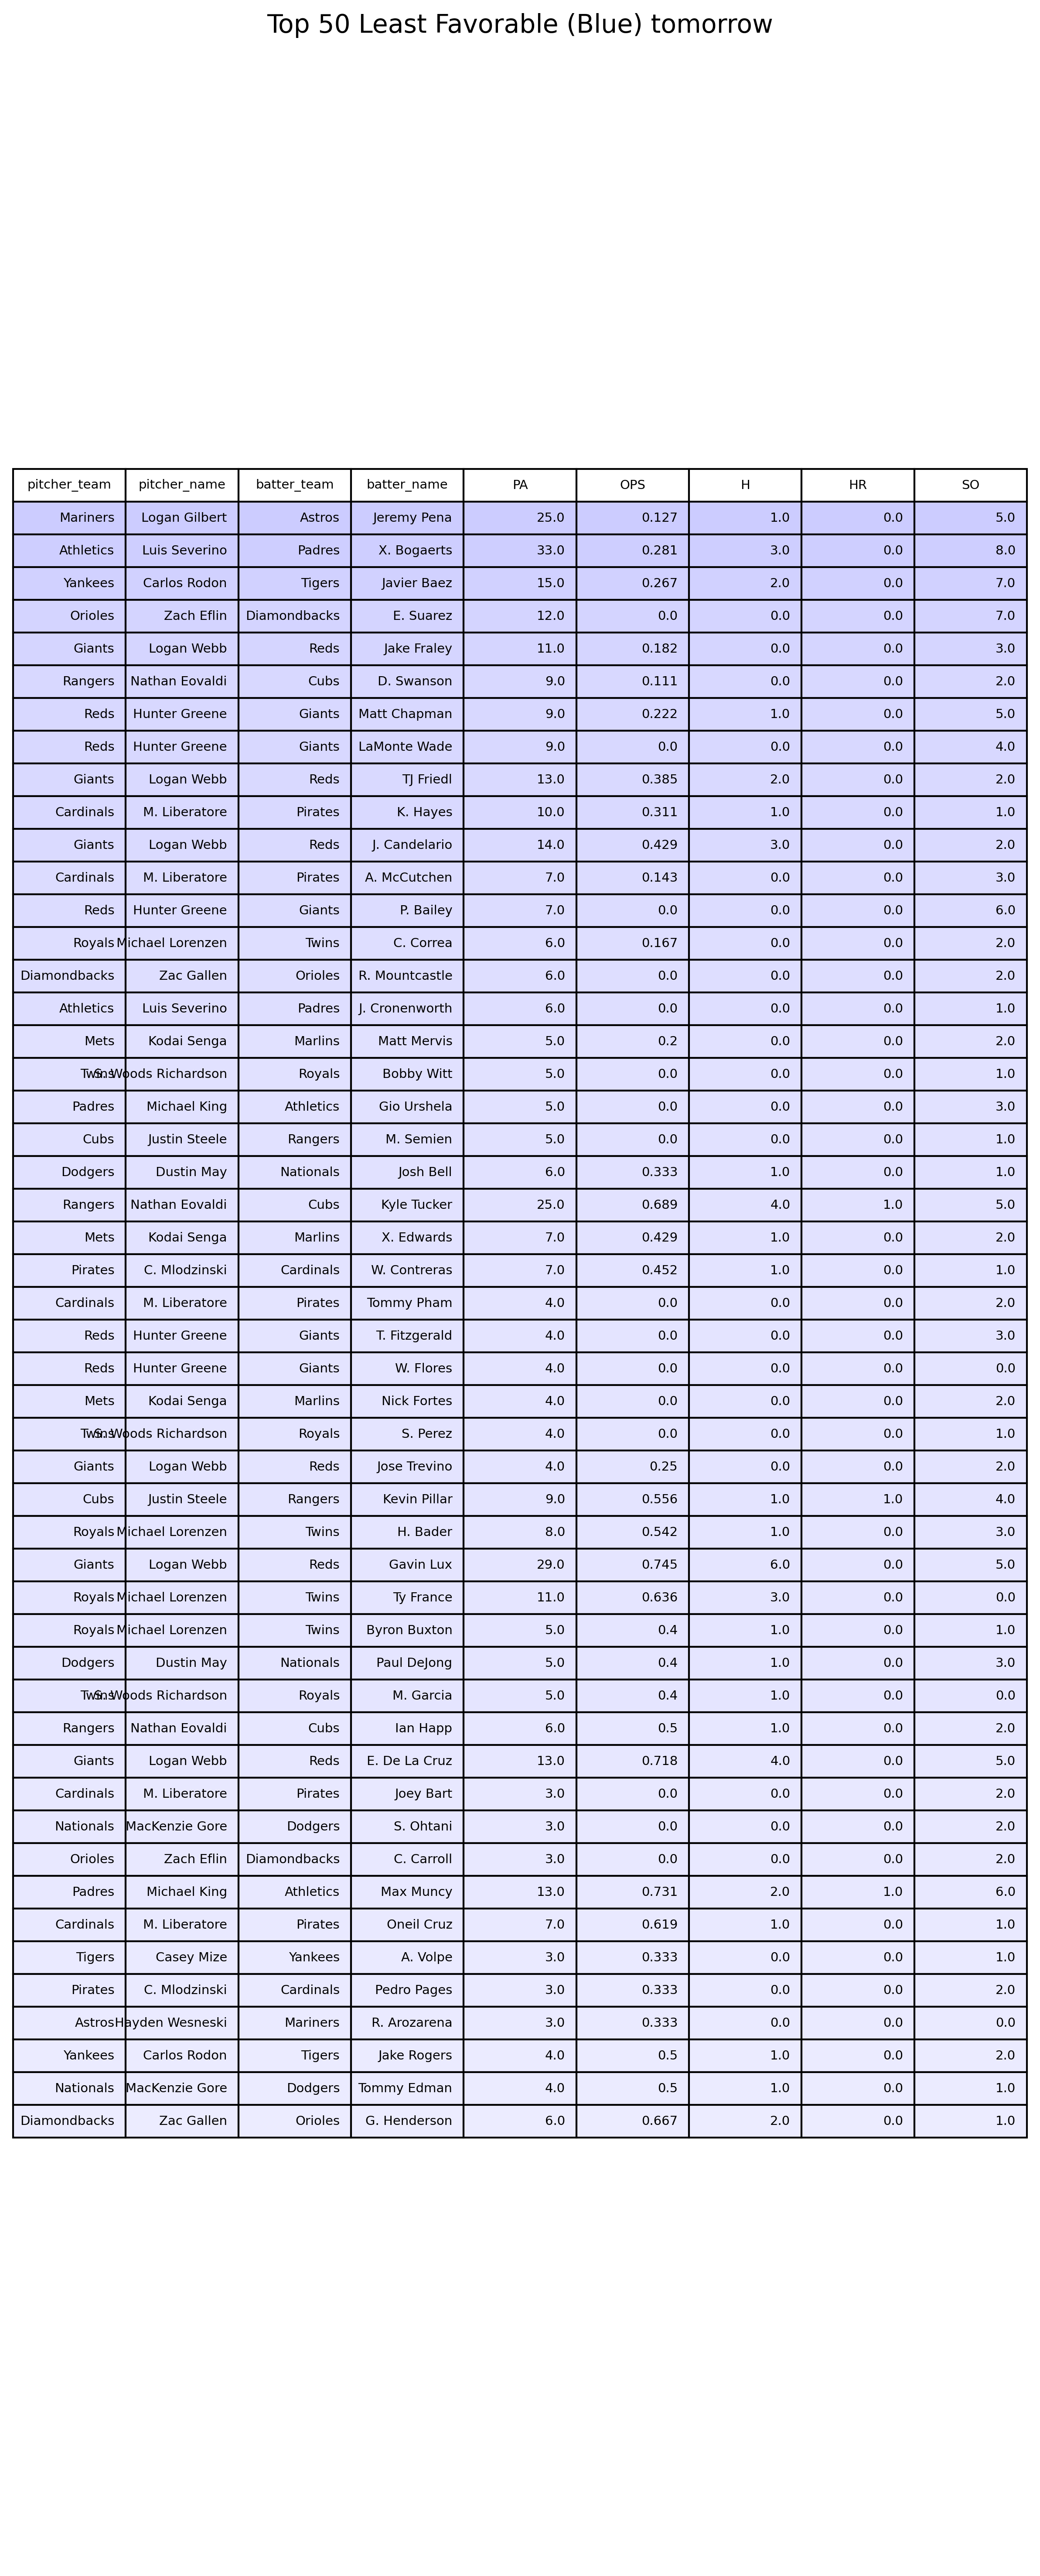 Top 50 Least Favorable (Blue) tomorrow
pitcher_team pitcher_name batter_team batter_name PA OPS H HR SO
Mariners Logan Gilbert Astros Jeremy Pena 25.0 0.127 1.0 0.0 5.0
Athletics Luis Severino Padres X. Bogaerts 33.0 0.281 3.0 0.0 8.0
Yankees Carlos Rodon Tigers Javier Baez 15.0 0.267 2.0 0.0 7.0
Orioles Zach Eflin Diamondbacks E. Suarez 12.0 0.0 0.0 0.0 7.0
Giants Logan Webb Reds Jake Fraley 11.0 0.182 0.0 0.0 3.0
Rangers Nathan Eovaldi Cubs D. Swanson 9.0 0.111 0.0 0.0 2.0
Reds Hunter Greene Giants Matt Chapman 9.0 0.222 1.0 0.0 5.0
Reds Hunter Greene Giants LaMonte Wade 9.0 0.0 0.0 0.0 4.0
Giants Logan Webb Reds TJ Friedl 13.0 0.385 2.0 0.0 2.0
Cardinals M. Liberatore Pirates K. Hayes 10.0 0.311 1.0 0.0 1.0
Giants Logan Webb Reds J. Candelario 14.0 0.429 3.0 0.0 2.0
Cardinals M. Liberatore Pirates A. McCutchen 7.0 0.143 0.0 0.0 3.0
Reds Hunter Greene Giants P. Bailey 7.0 0.0 0.0 0.0 6.0
Royals Michael Lorenzen Twins C. Correa 6.0 0.167 0.0 0.0 2.0
Diamondbacks Zac Gallen Orioles R. Mountcastle 6.0 0.0 0.0 0.0 2.0
Athletics Luis Severino Padres J. Cronenworth 6.0 0.0 0.0 0.0 1.0
Mets Kodai Senga Marlins Matt Mervis 5.0 0.2 0.0 0.0 2.0
Twins S. Woods Richardson Royals Bobby Witt 5.0 0.0 0.0 0.0 1.0
Padres Michael King Athletics Gio Urshela 5.0 0.0 0.0 0.0 3.0
Cubs Justin Steele Rangers M. Semien 5.0 0.0 0.0 0.0 1.0
Dodgers Dustin May Nationals Josh Bell 6.0 0.333 1.0 0.0 1.0
Rangers Nathan Eovaldi Cubs Kyle Tucker 25.0 0.689 4.0 1.0 5.0
Mets Kodai Senga Marlins X. Edwards 7.0 0.429 1.0 0.0 2.0
Pirates C. Mlodzinski Cardinals W. Contreras 7.0 0.452 1.0 0.0 1.0
Cardinals M. Liberatore Pirates Tommy Pham 4.0 0.0 0.0 0.0 2.0
Reds Hunter Greene Giants T. Fitzgerald 4.0 0.0 0.0 0.0 3.0
Reds Hunter Greene Giants W. Flores 4.0 0.0 0.0 0.0 0.0
Mets Kodai Senga Marlins Nick Fortes 4.0 0.0 0.0 0.0 2.0
Twins S. Woods Richardson Royals S. Perez 4.0 0.0 0.0 0.0 1.0
Giants Logan Webb Reds Jose Trevino 4.0 0.25 0.0 0.0 2.0
Cubs Justin Steele Rangers Kevin Pillar 9.0 0.556 1.0 1.0 4.0
Royals Michael Lorenzen Twins H. Bader 8.0 0.542 1.0 0.0 3.0
Giants Logan Webb Reds Gavin Lux 29.0 0.745 6.0 0.0 5.0
Royals Michael Lorenzen Twins Ty France 11.0 0.636 3.0 0.0 0.0
Royals Michael Lorenzen Twins Byron Buxton 5.0 0.4 1.0 0.0 1.0
Dodgers Dustin May Nationals Paul DeJong 5.0 0.4 1.0 0.0 3.0
Twins S. Woods Richardson Royals M. Garcia 5.0 0.4 1.0 0.0 0.0
Rangers Nathan Eovaldi Cubs Ian Happ 6.0 0.5 1.0 0.0 2.0
Giants Logan Webb Reds E. De La Cruz 13.0 0.718 4.0 0.0 5.0
Cardinals M. Liberatore Pirates Joey Bart 3.0 0.0 0.0 0.0 2.0
Nationals MacKenzie Gore Dodgers S. Ohtani 3.0 0.0 0.0 0.0 2.0
Orioles Zach Eflin Diamondbacks C. Carroll 3.0 0.0 0.0 0.0 2.0
Padres Michael King Athletics Max Muncy 13.0 0.731 2.0 1.0 6.0
Cardinals M. Liberatore Pirates Oneil Cruz 7.0 0.619 1.0 0.0 1.0
Tigers Casey Mize Yankees A. Volpe 3.0 0.333 0.0 0.0 1.0
Pirates C. Mlodzinski Cardinals Pedro Pages 3.0 0.333 0.0 0.0 2.0
Astros Hayden Wesneski Mariners R. Arozarena 3.0 0.333 0.0 0.0 0.0
Yankees Carlos Rodon Tigers Jake Rogers 4.0 0.5 1.0 0.0 2.0
Nationals MacKenzie Gore Dodgers Tommy Edman 4.0 0.5 1.0 0.0 1.0
Diamondbacks Zac Gallen Orioles G. Henderson 6.0 0.667 2.0 0.0 1.0